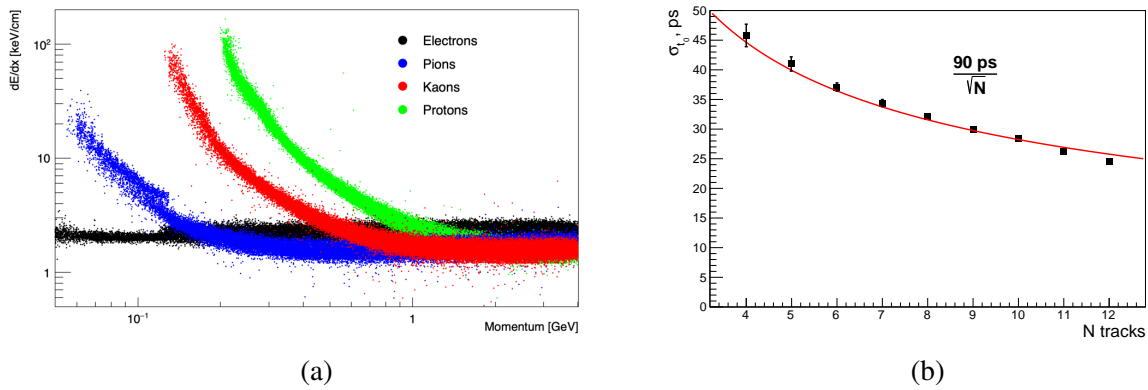 dE/dx [keV/cm]
10²
10
1
Electrons
Pions
Kaons
Protons
10⁻¹
1
Momentum [GeV]
(a)
σ_t₀, ps
50
45
40
35
30
25
20
15
10
5
0
90 ps
√N
4 5 6 7 8 9 10 11 12
N tracks
(b)